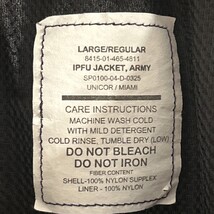 LARGE/REGULAR
8415-01-465-4811
IPFU JACKET, ARMY
SP0100-04-D-0325
UNICOR / MIAMI
CARE INSTRUCTIONS
MACHINE WASH COLD
WITH MILD DETERGENT
COLD RINSE, TUMBLE DRY (LOW)
DO NOT BLEACH
DO NOT IRON
FIBER CONTENT
SHELL-100% NYLON SUPPLEX
LINER - 100% NYLON